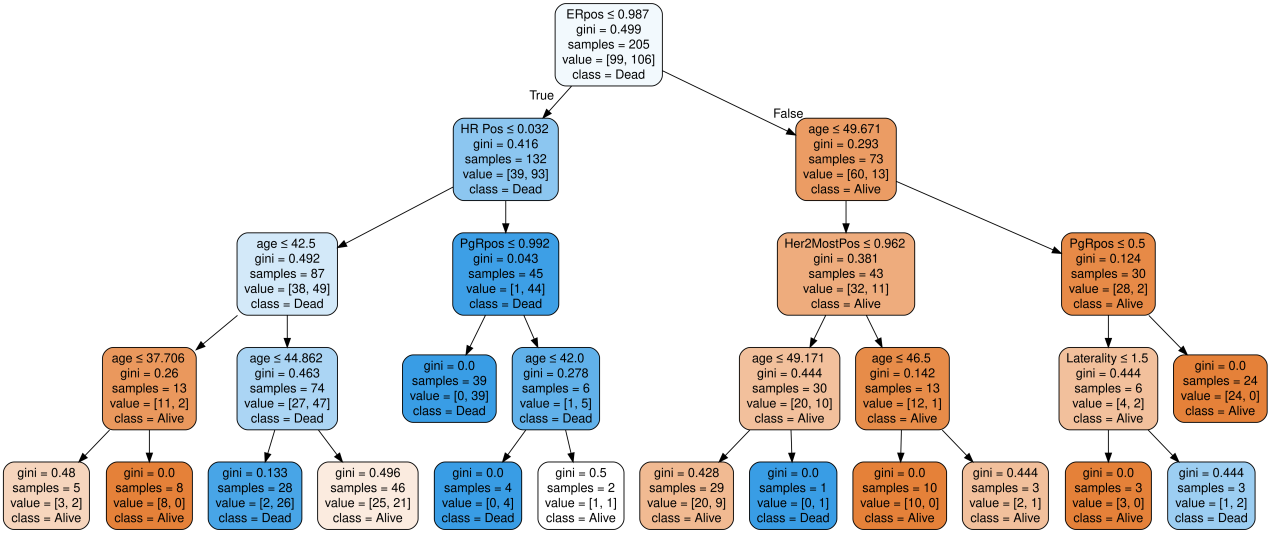 ERpos ≤ 0.987
gini = 0.499
samples = 205
value = [99, 106]
class = Dead
True
False
HR Pos ≤ 0.032
gini = 0.416
samples = 132
value = [39, 93]
class = Dead
age ≤ 49.671
gini = 0.293
samples = 73
value = [60, 13]
class = Alive
age ≤ 42.5
gini = 0.492
samples = 87
value = [38, 49]
class = Dead
PgRpos ≤ 0.992
gini = 0.043
samples = 45
value = [1, 44]
class = Dead
Her2MostPos ≤ 0.962
gini = 0.381
samples = 43
value = [32, 11]
class = Alive
PgRpos ≤ 0.5
gini = 0.124
samples = 30
value = [28, 2]
class = Alive
age ≤ 37.706
gini = 0.26
samples = 13
value = [11, 2]
class = Alive
age ≤ 44.862
gini = 0.463
samples = 74
value = [27, 47]
class = Dead
gini = 0.0
samples = 39
value = [0, 39]
class = Dead
age ≤ 42.0
gini = 0.278
samples = 6
value = [1, 5]
class = Dead
age ≤ 49.171
gini = 0.444
samples = 30
value = [20, 10]
class = Alive
age ≤ 46.5
gini = 0.142
samples = 13
value = [12, 1]
class = Alive
Laterality ≤ 1.5
gini = 0.444
samples = 6
value = [4, 2]
class = Alive
gini = 0.0
samples = 24
value = [24, 0]
class = Alive
gini = 0.48
samples = 5
value = [3, 2]
class = Alive
gini = 0.0
samples = 8
value = [8, 0]
class = Alive
gini = 0.133
samples = 28
value = [2, 26]
class = Dead
gini = 0.496
samples = 46
value = [25, 21]
class = Alive
gini = 0.0
samples = 4
value = [0, 4]
class = Dead
gini = 0.5
samples = 2
value = [1, 1]
class = Alive
gini = 0.428
samples = 29
value = [20, 9]
class = Alive
gini = 0.0
samples = 1
value = [0, 1]
class = Dead
gini = 0.0
samples = 10
value = [10, 0]
class = Alive
gini = 0.444
samples = 3
value = [2, 1]
class = Alive
gini = 0.0
samples = 3
value = [3, 0]
class = Alive
gini = 0.444
samples = 3
value = [1, 2]
class = Dead